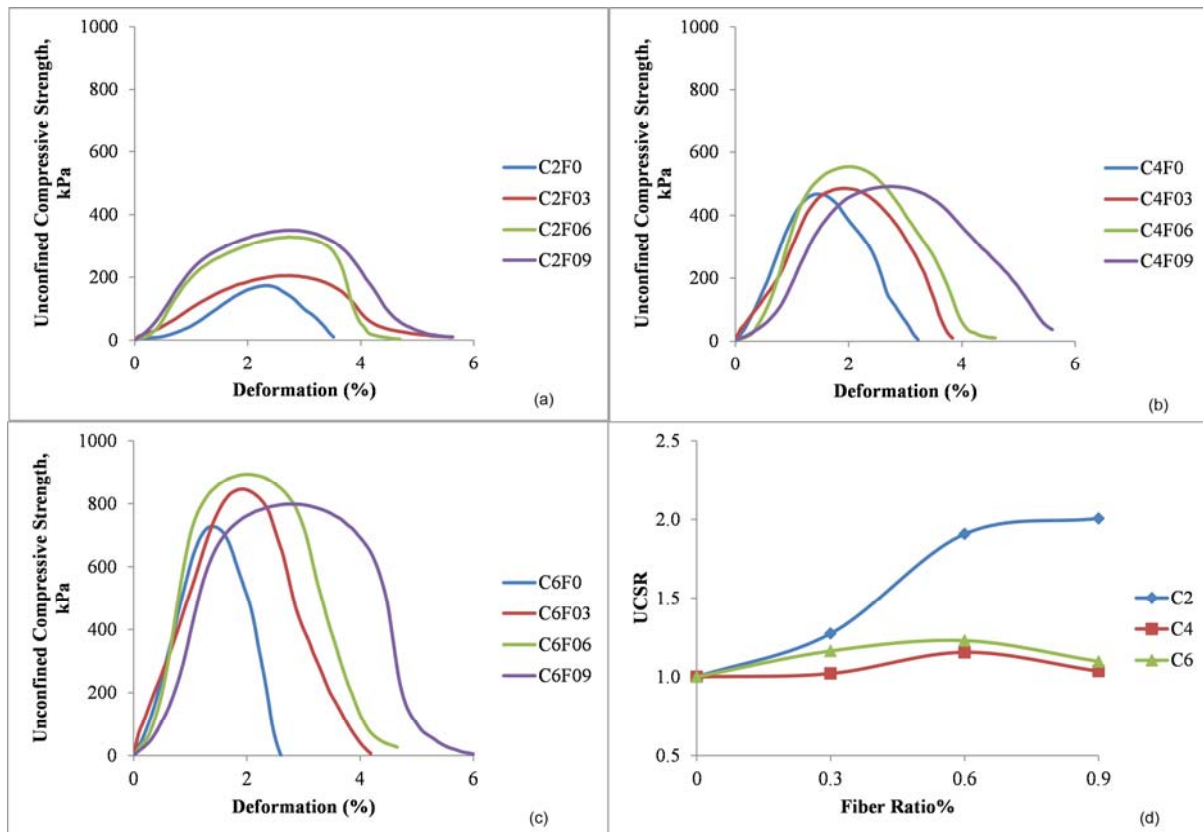 Unconfined Compressive Strength,
kPa
1000
800
600
400
200
0
0 2 4 6
Deformation (%)
C2F0
C2F03
C2F06
C2F09
(a)
Unconfined Compressive Strength,
kPa
1000
800
600
400
200
0
0 2 4 6
Deformation (%)
C4F0
C4F03
C4F06
C4F09
(b)
Unconfined Compressive Strength,
kPa
1000
800
600
400
200
0
0 2 4 6
Deformation (%)
C6F0
C6F03
C6F06
C6F09
(c)
UCSR
2.5
2.0
1.5
1.0
0.5
0 0.3 0.6 0.9
Fiber Ratio%
C2
C4
C6
(d)